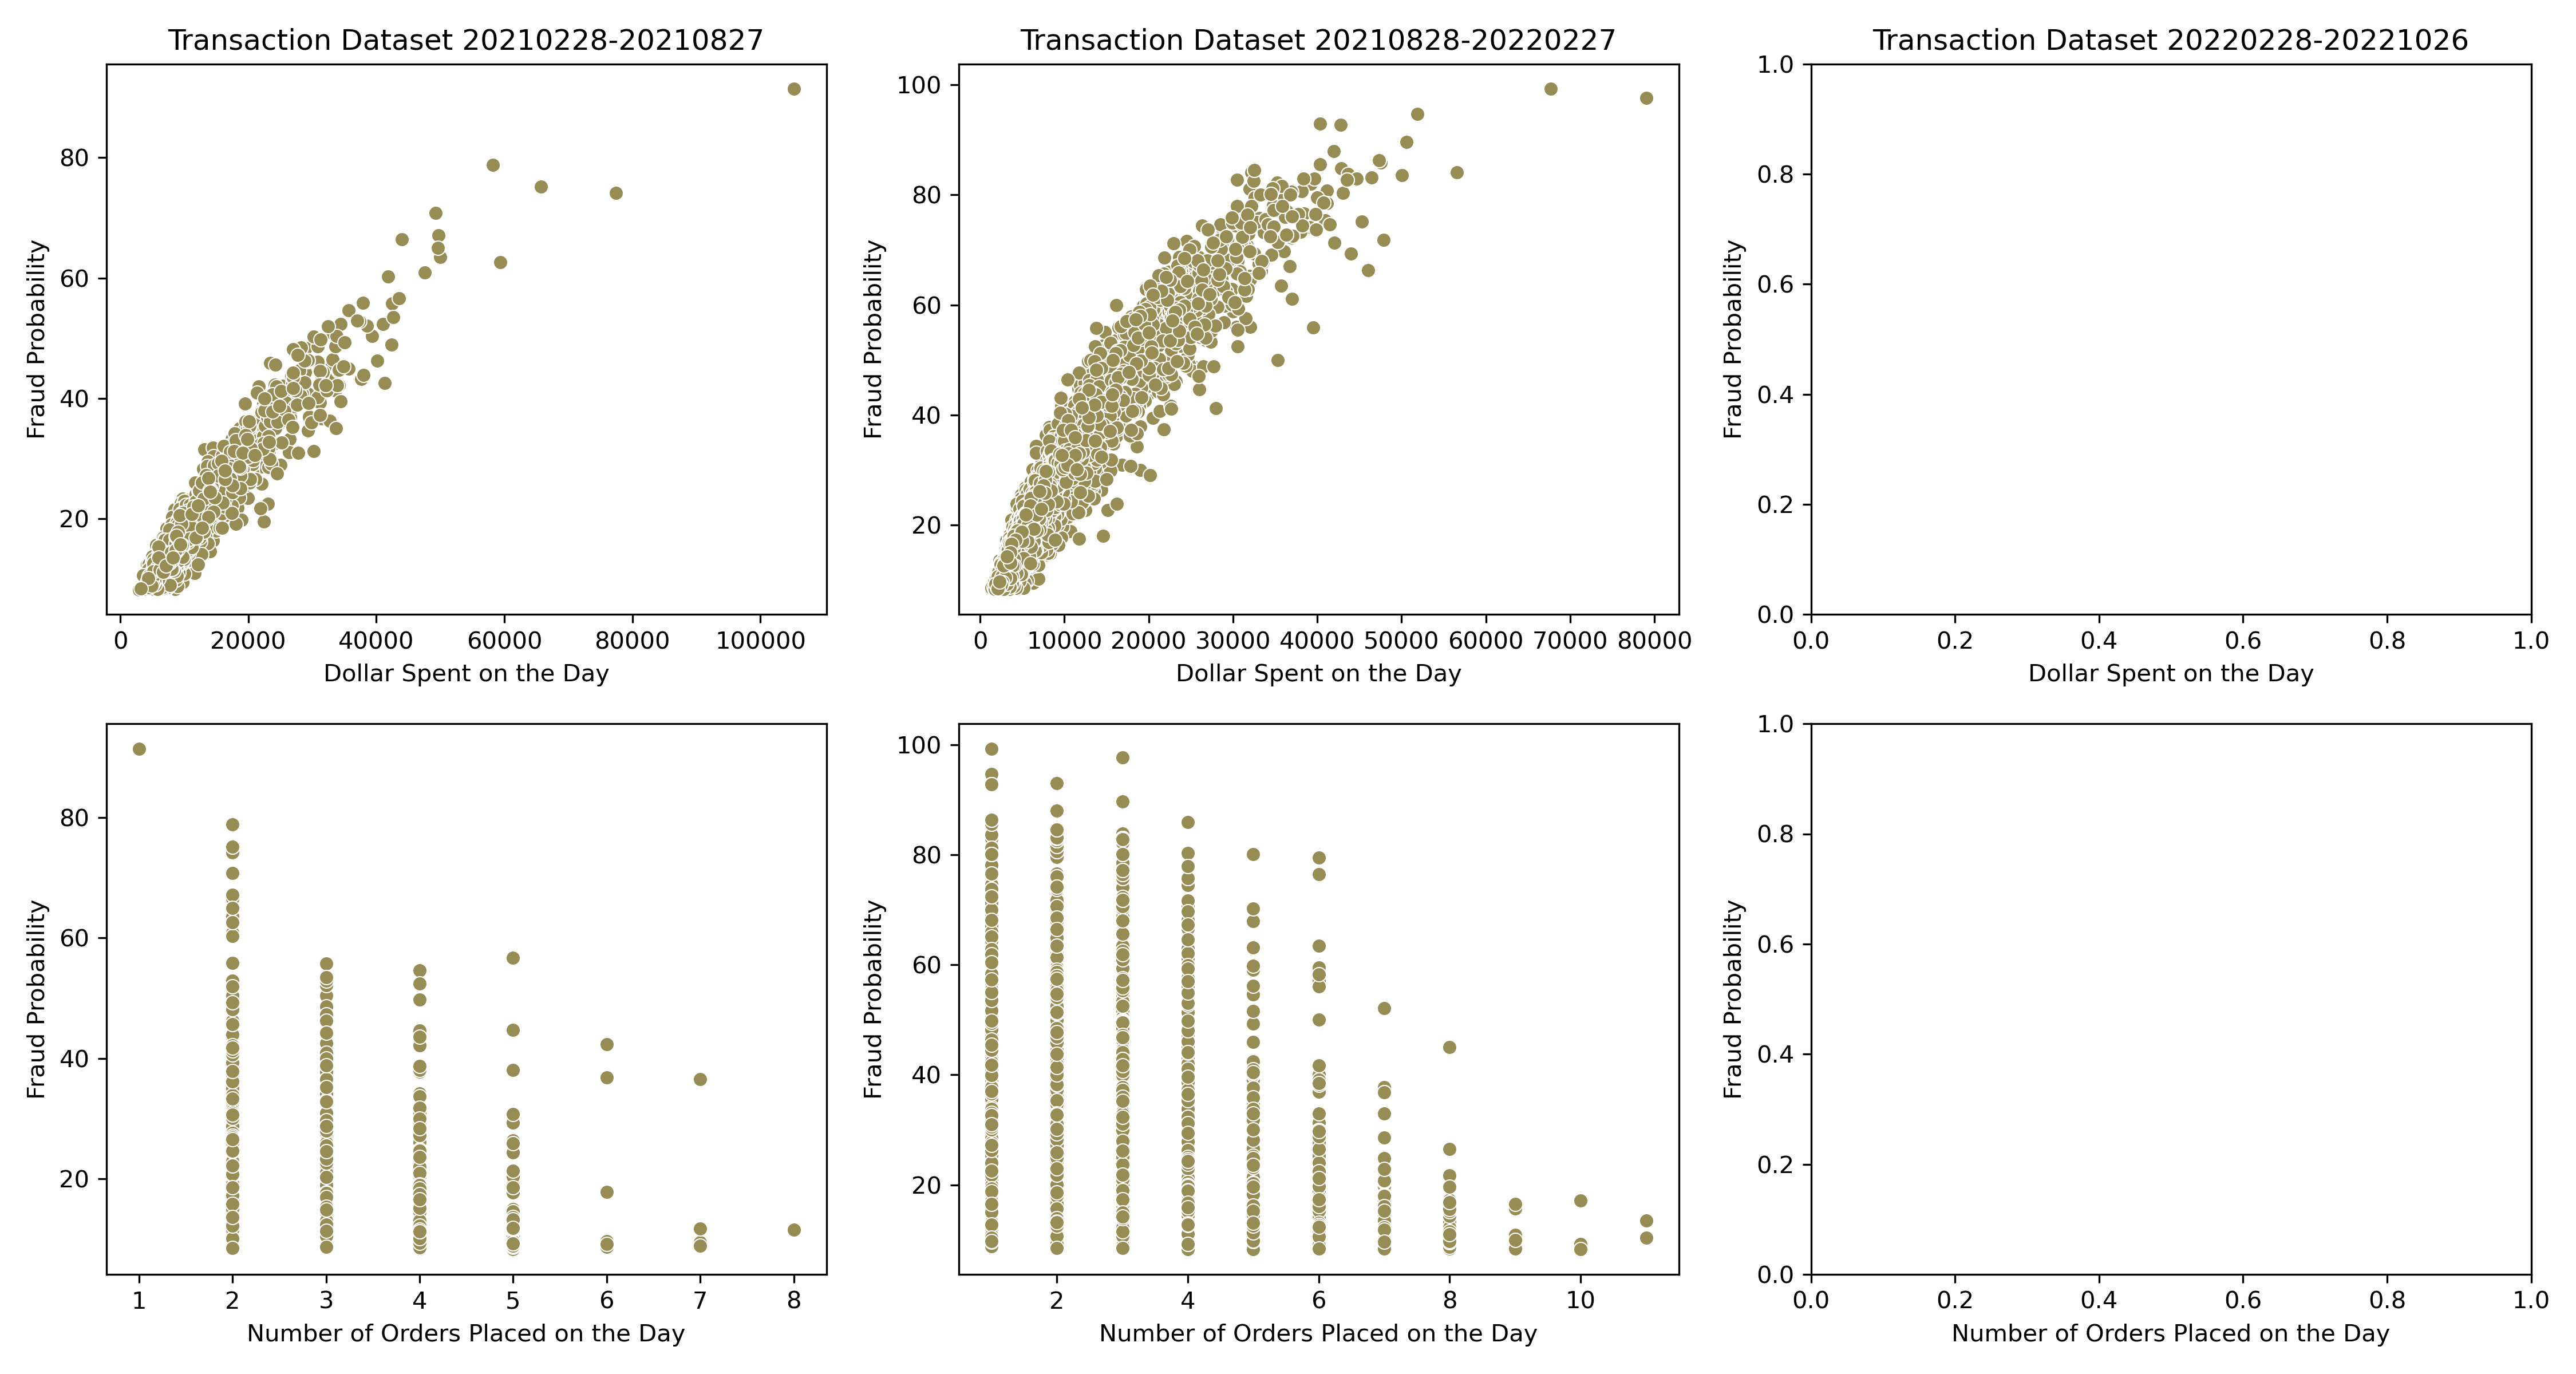 Transaction Dataset 20210228-20210827
Fraud Probability
80
60
40
20
0 20000 40000 60000 80000 100000
Dollar Spent on the Day
Transaction Dataset 20210828-20220227
Fraud Probability
100
80
60
40
20
0 10000 20000 30000 40000 50000 60000 70000 80000
Dollar Spent on the Day
Transaction Dataset 20220228-20221026
Fraud Probability
1.0
0.8
0.6
0.4
0.2
0.0
0.0 0.2 0.4 0.6 0.8 1.0
Dollar Spent on the Day
Fraud Probability
80
60
40
20
1 2 3 4 5 6 7 8
Number of Orders Placed on the Day
Fraud Probability
100
80
60
40
20
2 4 6 8 10
Number of Orders Placed on the Day
Fraud Probability
1.0
0.8
0.6
0.4
0.2
0.0
0.0 0.2 0.4 0.6 0.8 1.0
Number of Orders Placed on the Day